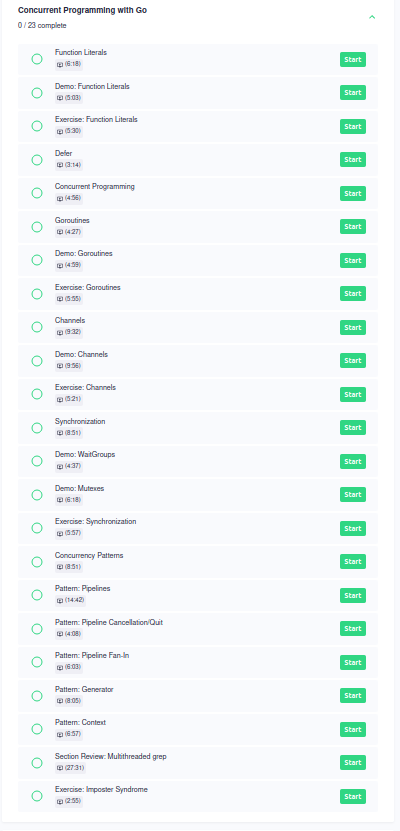 Concurrent Programming with Go
0 / 23 complete
Function Literals
(6:18)
Start
Demo: Function Literals
(5:03)
Start
Exercise: Function Literals
(5:30)
Start
Defer
(3:14)
Start
Concurrent Programming
(4:56)
Start
Goroutines
(4:27)
Start
Demo: Goroutines
(4:59)
Start
Exercise: Goroutines
(5:55)
Start
Channels
(9:32)
Start
Demo: Channels
(9:56)
Start
Exercise: Channels
(5:21)
Start
Synchronization
(8:51)
Start
Demo: WaitGroups
(4:37)
Start
Demo: Mutexes
(6:18)
Start
Exercise: Synchronization
(5:57)
Start
Concurrency Patterns
(8:51)
Start
Pattern: Pipelines
(14:42)
Start
Pattern: Pipeline Cancellation/Quit
(4:08)
Start
Pattern: Pipeline Fan-In
(6:03)
Start
Pattern: Generator
(8:05)
Start
Pattern: Context
(6:57)
Start
Section Review: Multithreaded grep
(27:31)
Start
Exercise: Imposter Syndrome
(2:55)
Start